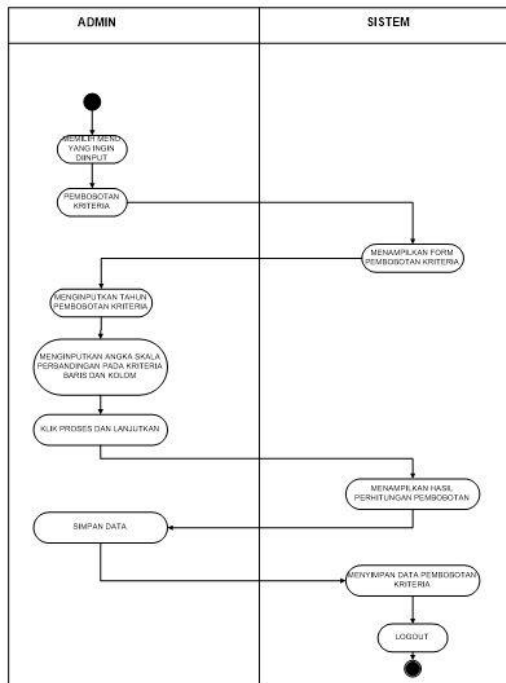 ADMIN
SISTEM
MEMILIH MENU
YANG INGIN
DIINPUT
PEMBOBOTAN
KRITERIA
MENAMPILKAN FORM
PEMBOBOTAN KRITERIA
MENGINPUTKAN TAHUN
PEMBOBOTAN KRITERIA
MENGINPUTKAN ANGKA SKALA
PERBANDINGAN PADA KRITERIA
BARIS DAN KOLOM
KLIK PROSES DAN LANJUTKAN
MENAMPILKAN HASIL
PERHITUNGAN PEMBOBOTAN
SIMPAN DATA
MENYIMPAN DATA PEMBOBOTAN
KRITERIA
LOGOUT